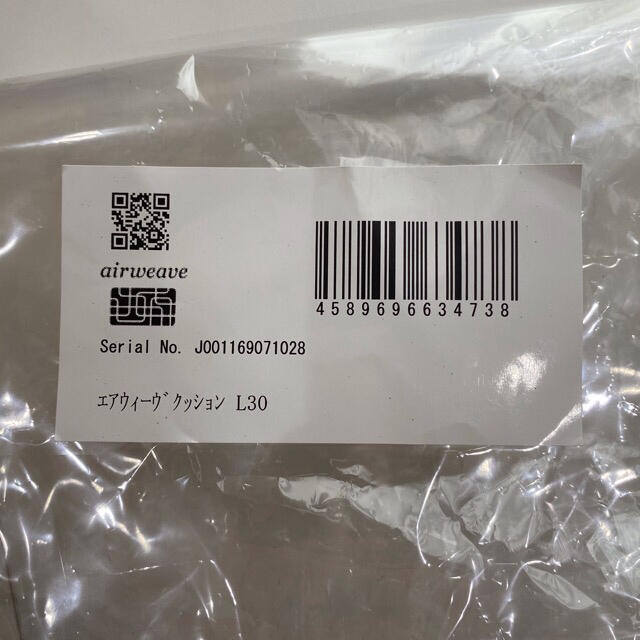 airweave
4589696634738
Serial No. J001169071028
ｴｱｳｨｰｳﾞｸｯｼｮﾝ L30